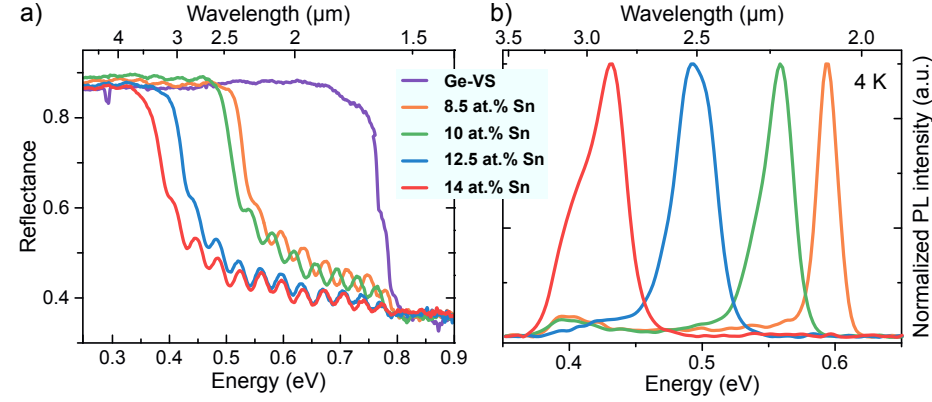 a)
Wavelength (µm)
4 3 2.5 2 1.5
0.8
0.6
0.4
Reflectance
0.3 0.4 0.5 0.6 0.7 0.8 0.9
Energy (eV)
Ge-VS
8.5 at.% Sn
10 at.% Sn
12.5 at.% Sn
14 at.% Sn
b)
Wavelength (µm)
3.5 3.0 2.5 2.0
4 K
Normalized PL intensity (a.u.)
0.4 0.5 0.6
Energy (eV)